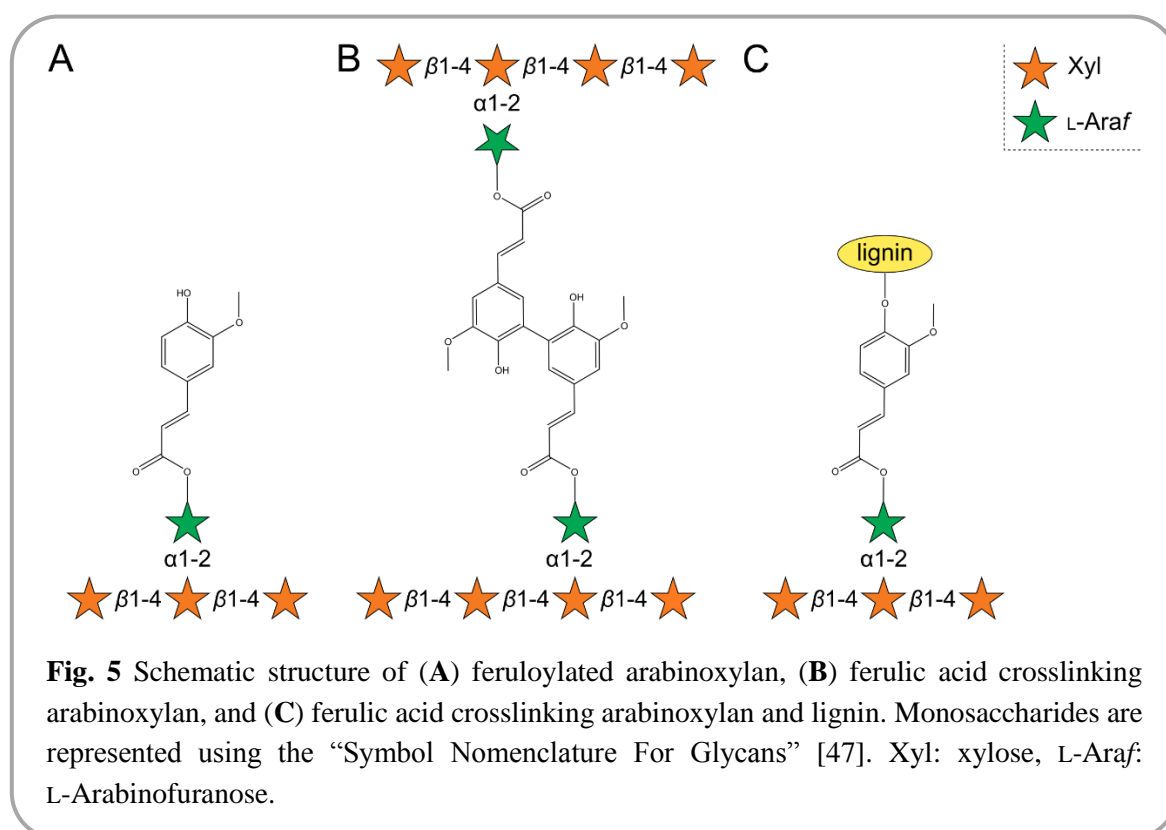 A
B
C
β1-4 β1-4 β1-4
α1-2
Xyl
L-Araf
O
O
lignin
HO
O
OH
O
O
OH
O
O
O
O
O
O
O
O
α1-2
α1-2
α1-2
β1-4 β1-4
β1-4 β1-4 β1-4
β1-4 β1-4
Fig. 5 Schematic structure of (A) feruloylated arabinoxylan, (B) ferulic acid crosslinking
arabinoxylan, and (C) ferulic acid crosslinking arabinoxylan and lignin. Monosaccharides are
represented using the “Symbol Nomenclature For Glycans” [47]. Xyl: xylose, L-Araf:
L-Arabinofuranose.